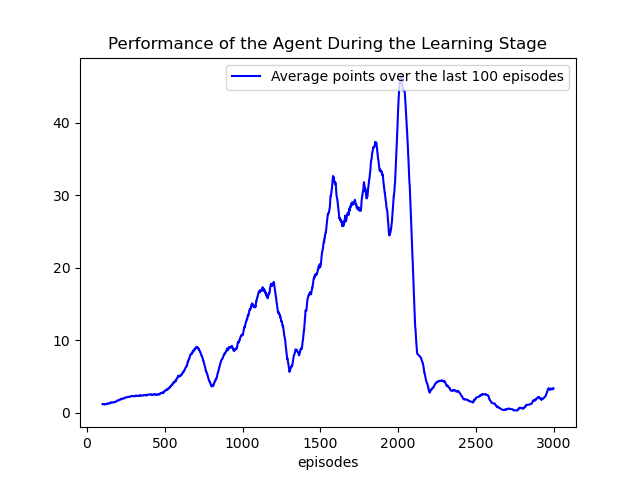 Performance of the Agent During the Learning Stage
Average points over the last 100 episodes
40
30
20
10
0
0 500 1000 1500 2000 2500 3000
episodes